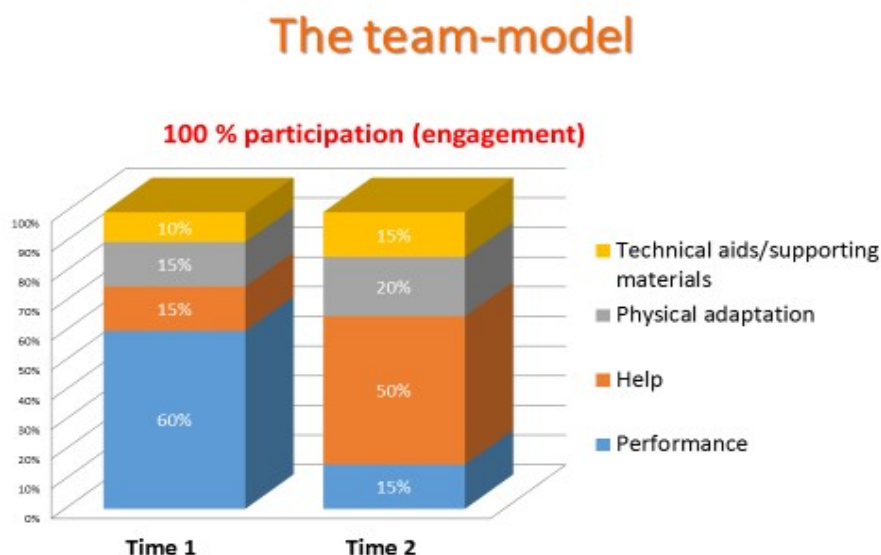 The team-model
100 % participation (engagement)
100%
90%
80%
70%
60%
50%
40%
30%
20%
10%
0%
10%
15%
15%
60%
15%
20%
50%
15%
Time 1
Time 2
Technical aids/supporting
materials
Physical adaptation
Help
Performance